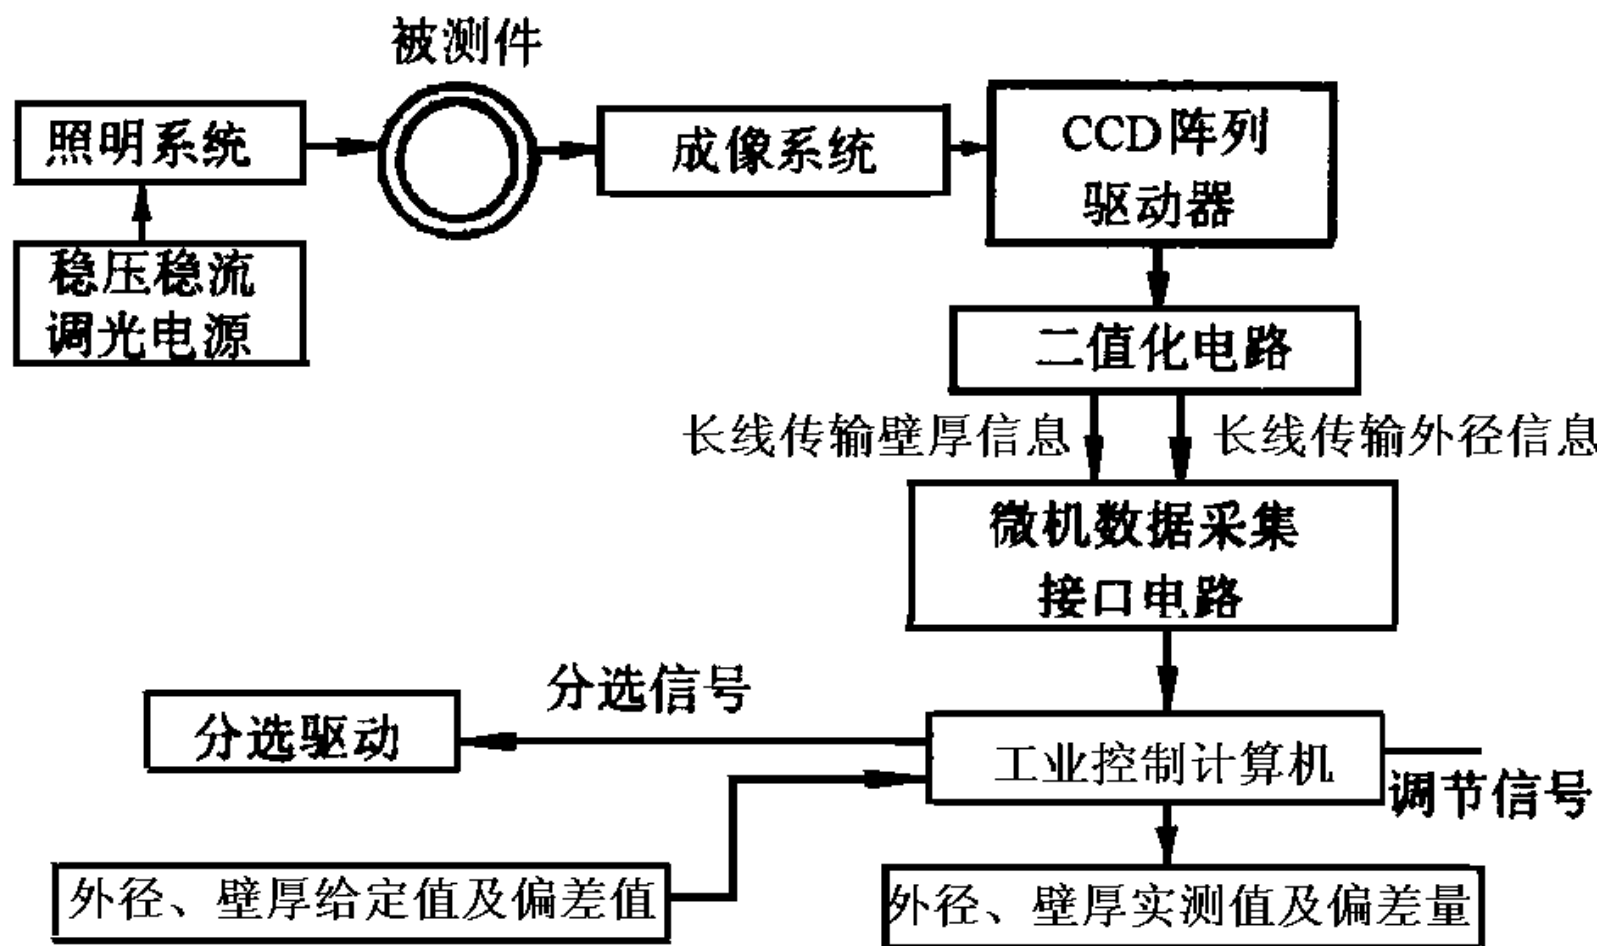 被测件
照明系统
成像系统
CCD阵列
驱动器
稳压稳流
调光电源
二值化电路
长线传输壁厚信息
长线传输外径信息
微机数据采集
接口电路
分选信号
分选驱动
工业控制计算机
调节信号
外径、壁厚给定值及偏差值
外径、壁厚实测值及偏差量